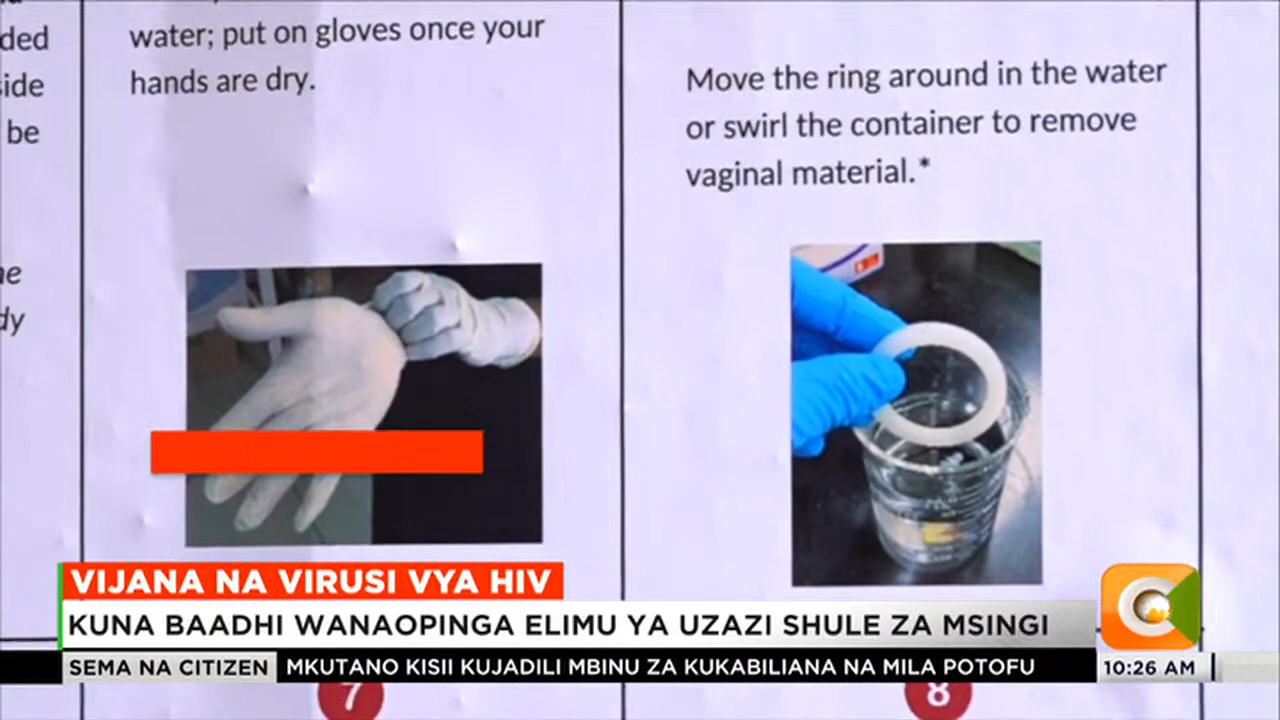 ded
side
be
dy
water; put on gloves once your
hands are dry.
Move the ring around in the water
or swirl the container to remove
vaginal material.*
VIJANA NA VIRUSI VYA HIV
KUNA BAADHI WANAOPINGA ELIMU YA UZAZI SHULE ZA MSINGI
SEMA NA CITIZEN
MKUTANO KISII KUJADILI MBINU ZA KUKABILIANA NA MILA POTOFU
10:26 AM
7
8